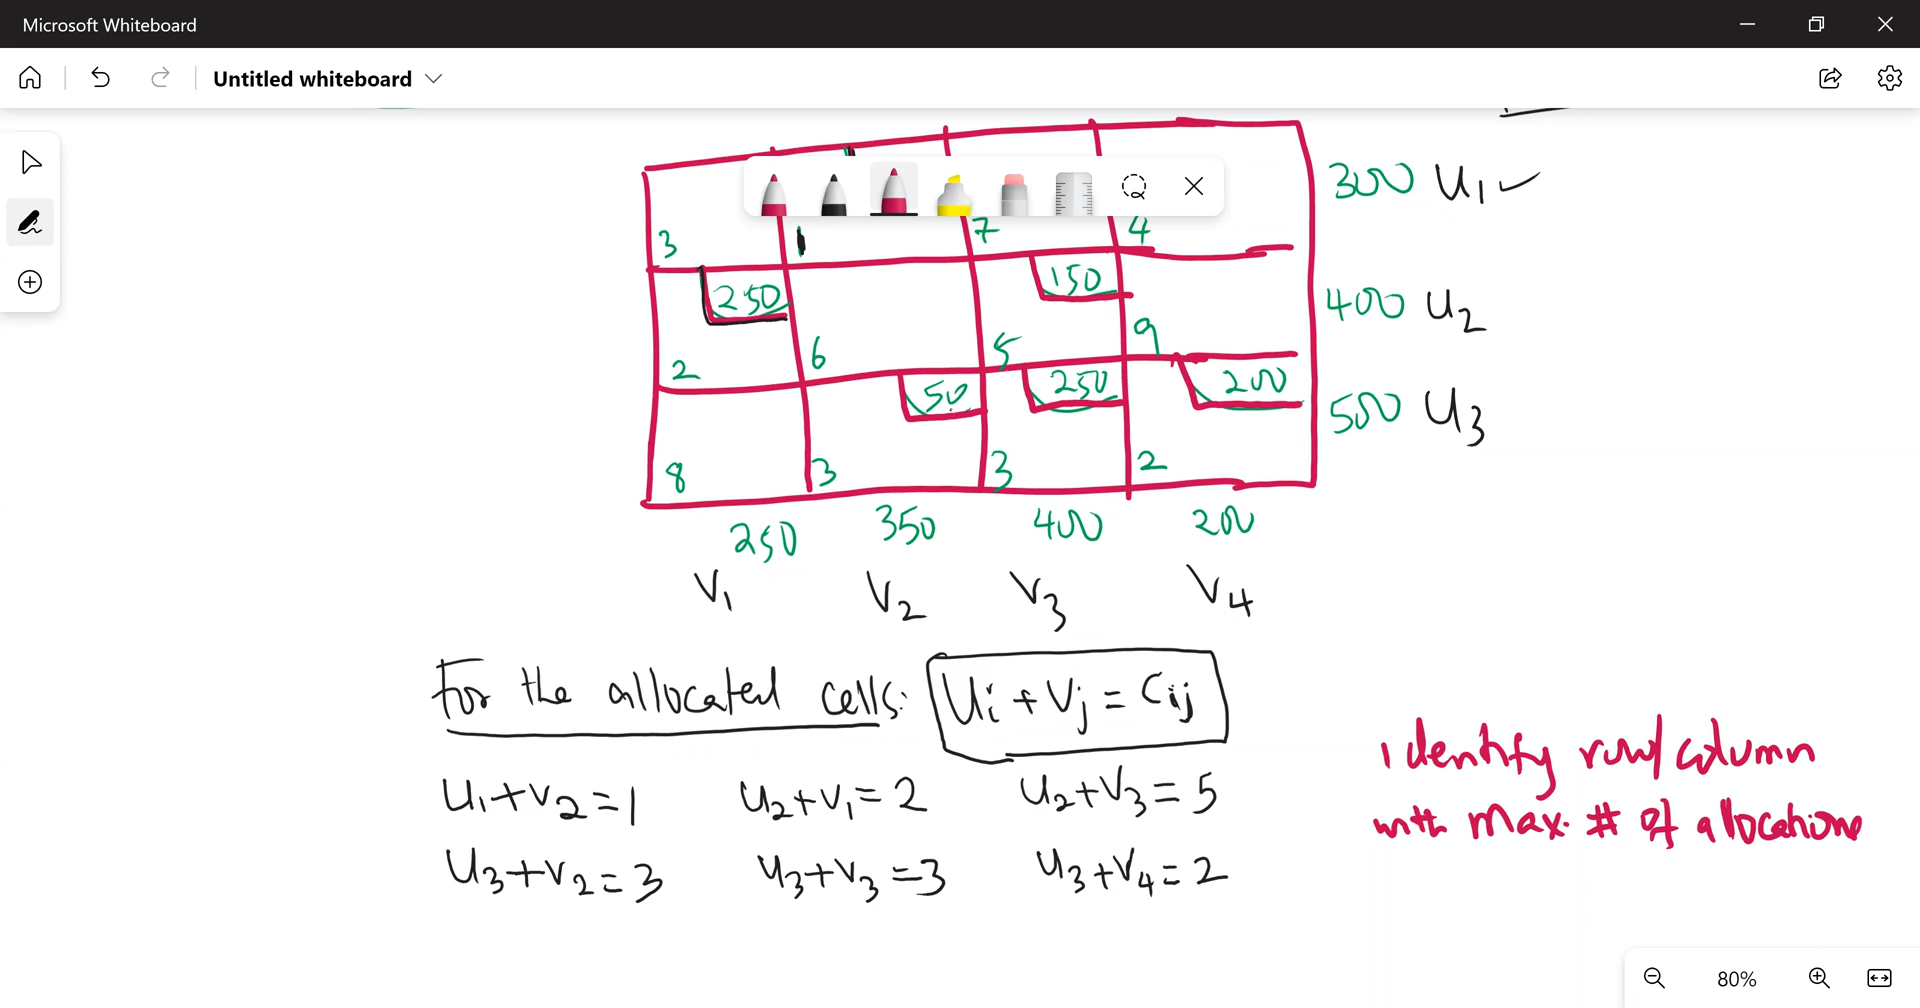 Microsoft Whiteboard
Untitled whiteboard
300 U1 ✓
3 1 7 4
250 150
400 U2
2 6 5 9
50 250 200
500 U3
8 3 3 2
250 350 400 200
V1 V2 V3 V4
For the allocated cells: Ui + Vj = Cij
U1+V2=1 U2+V1=2 U2+V3=5
U3+V2=3 U3+V3=3 U3+V4=2
identify row/column
with max. # of allocations
80%